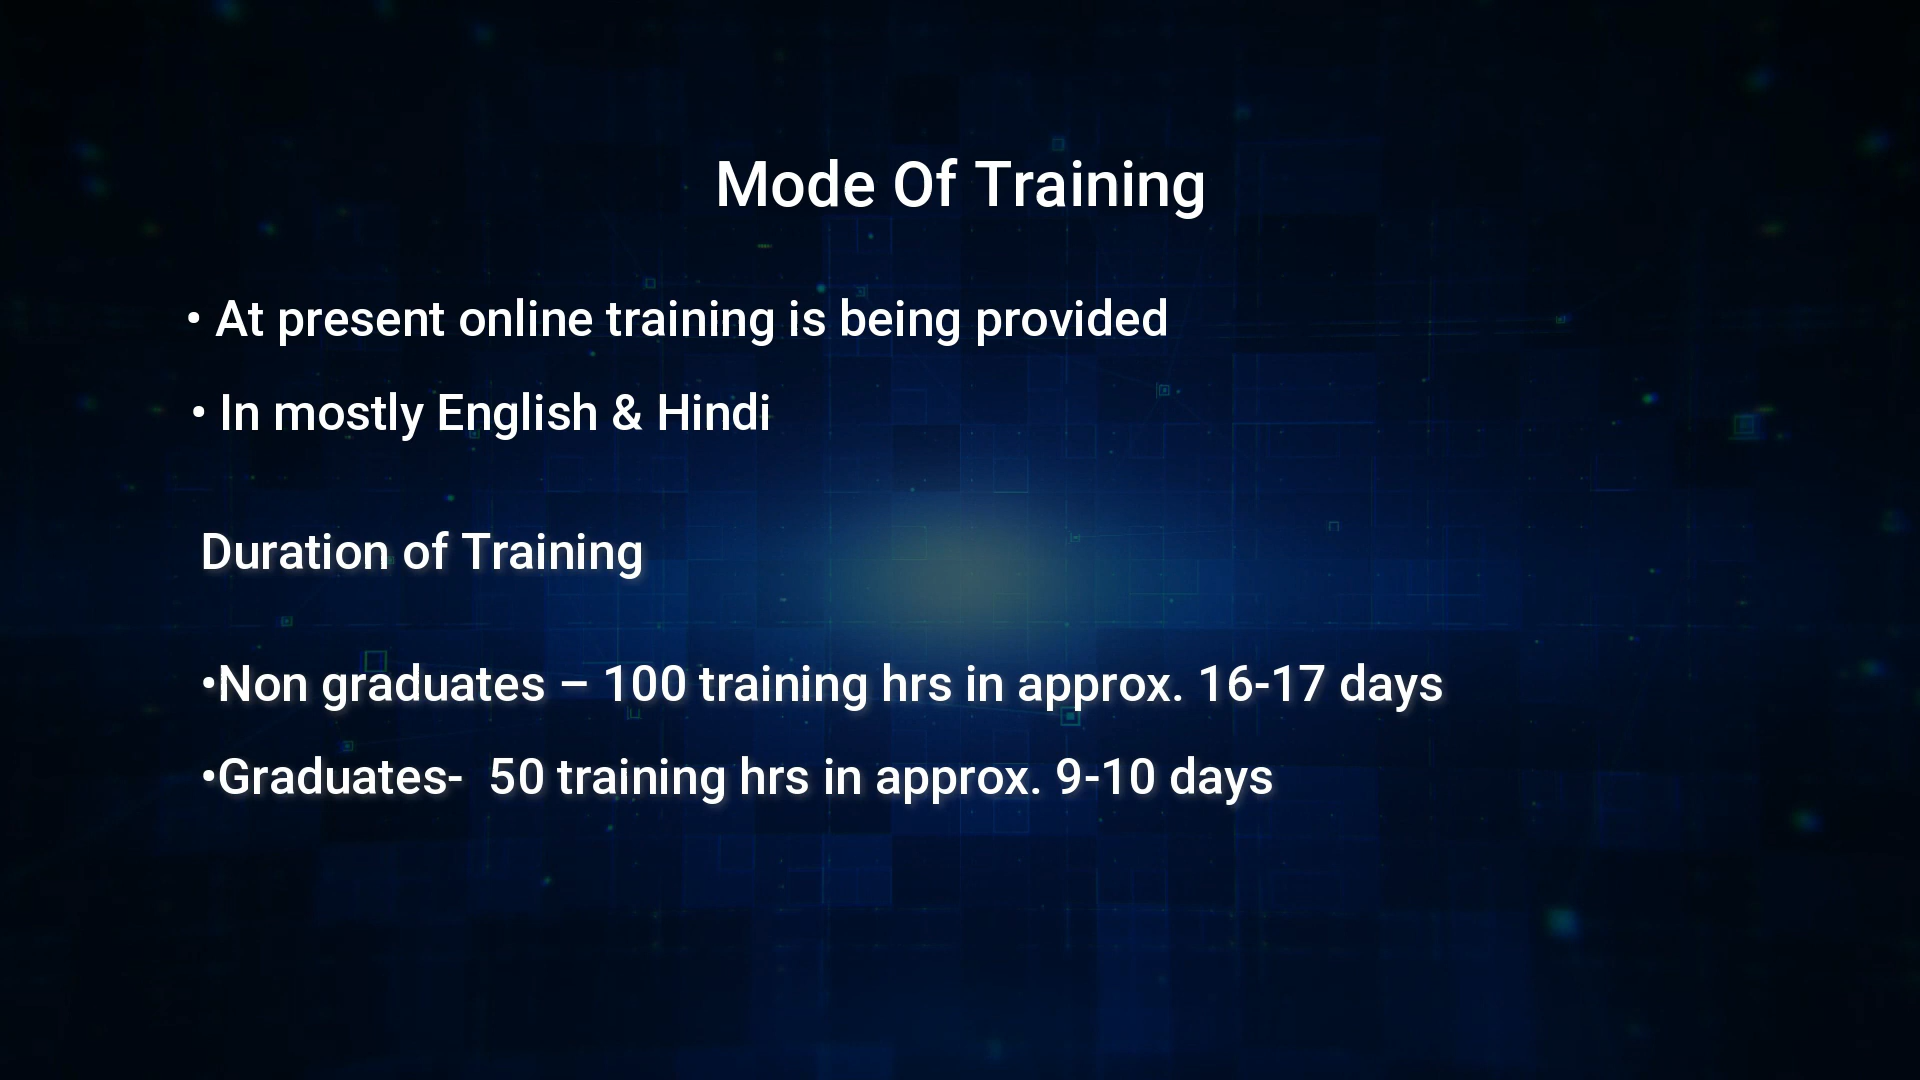 Mode Of Training
• At present online training is being provided
• In mostly English & Hindi
Duration of Training
•Non graduates – 100 training hrs in approx. 16-17 days
•Graduates-  50 training hrs in approx. 9-10 days